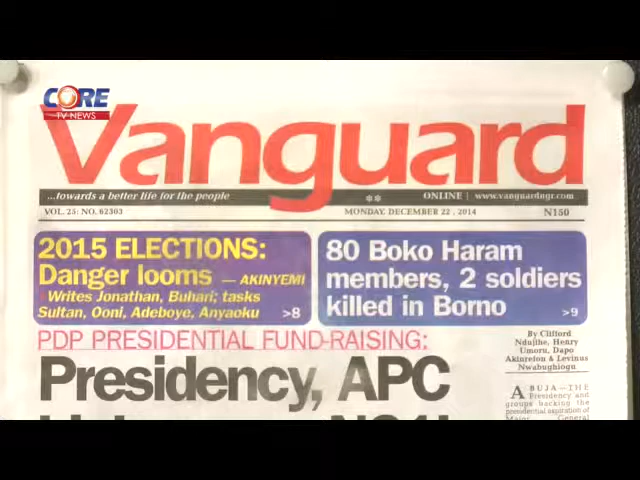 CORE
TV NEWS
Vanguard
...towards a better life for the people
** ONLINE | www.vanguardngr.com
VOL. 25: NO. 62303 MONDAY, DECEMBER 22, 2014 N150
2015 ELECTIONS:
Danger looms — AKINYEMI
Writes Jonathan, Buhari; tasks
Sultan, Ooni, Adeboye, Anyaoku >8
80 Boko Haram
members, 2 soldiers
killed in Borno >9
PDP PRESIDENTIAL FUND-RAISING:
Presidency, APC
By Clifford
Ndujihe, Henry
Umoru, Dapo
Akinrefon & Levinus
Nwabughiogu
ABUJA—THE
Presidency and
groups backing the
presidential aspiration of
Major General